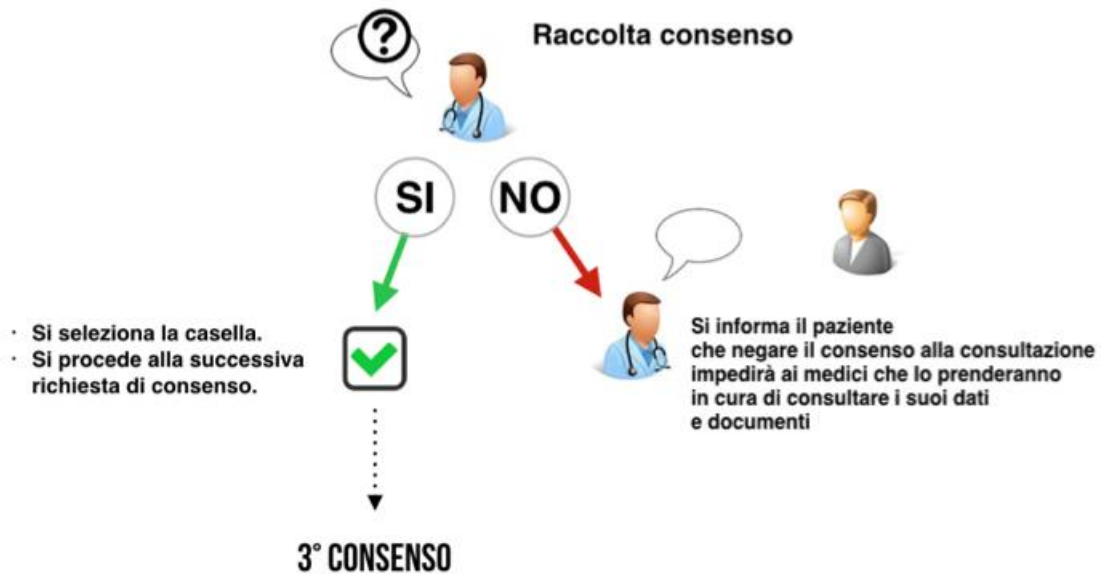 ?
Raccolta consenso
SI
NO
· Si seleziona la casella.
· Si procede alla successiva
richiesta di consenso.
Si informa il paziente
che negare il consenso alla consultazione
impedirà ai medici che lo prenderanno
in cura di consultare i suoi dati
e documenti
3° CONSENSO